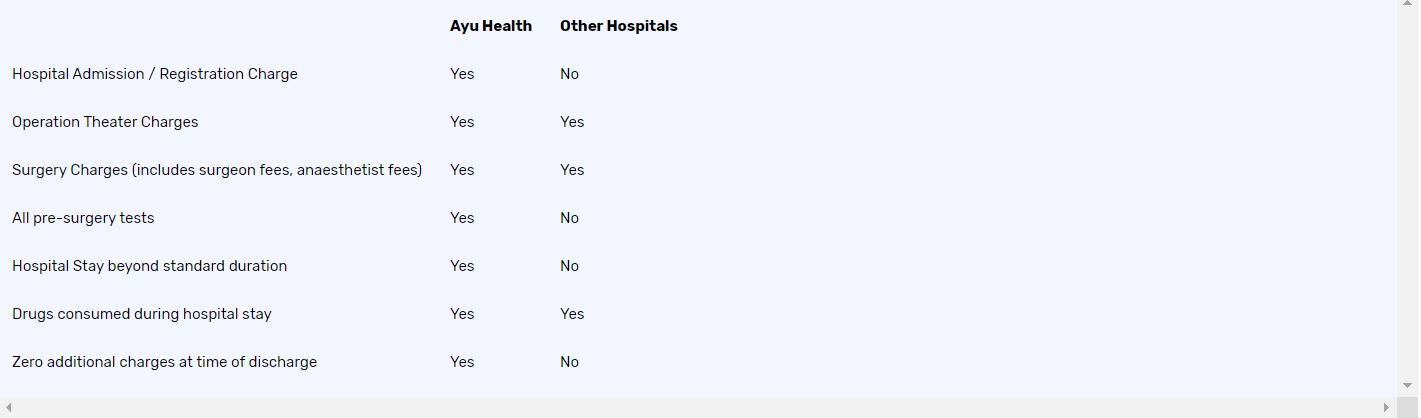 Ayu Health Other Hospitals
Hospital Admission / Registration Charge Yes No
Operation Theater Charges Yes Yes
Surgery Charges (includes surgeon fees, anaesthetist fees) Yes Yes
All pre-surgery tests Yes No
Hospital Stay beyond standard duration Yes No
Drugs consumed during hospital stay Yes Yes
Zero additional charges at time of discharge Yes No